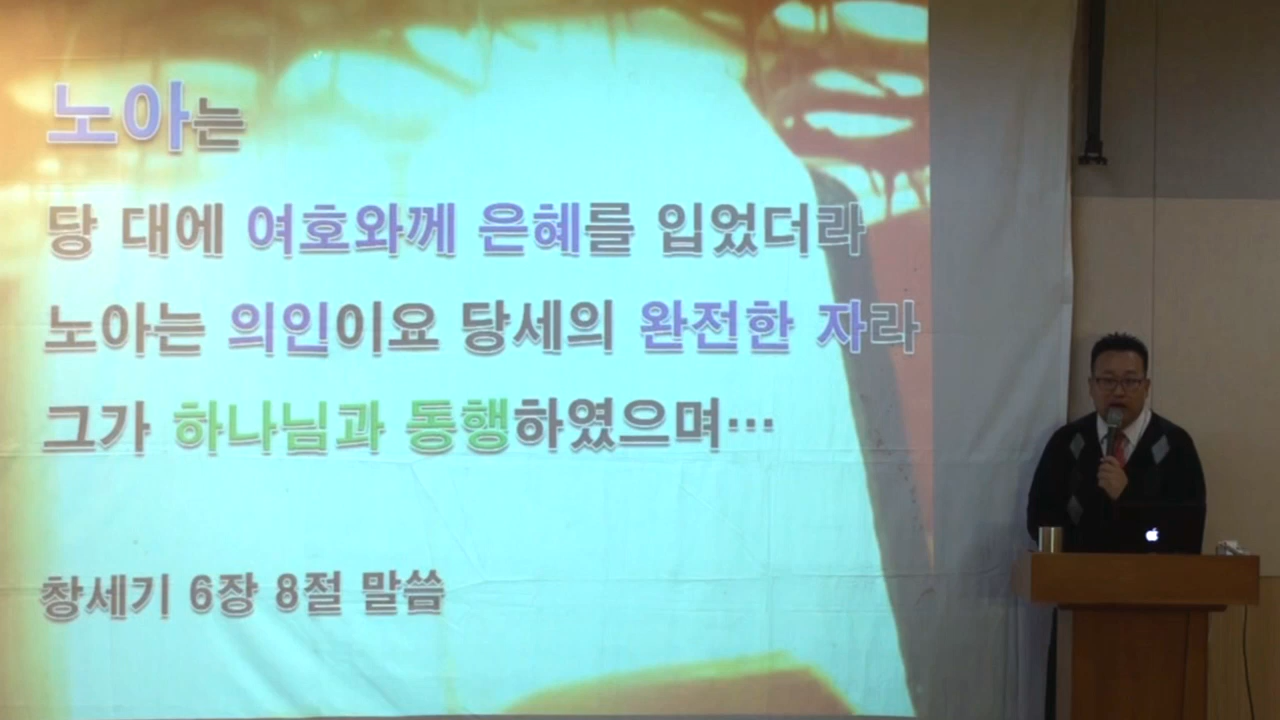 노아는
당 대에 여호와께 은혜를 입었더라
노아는 의인이요 당세의 완전한 자라
그가 하나님과 동행하였으며…
창세기 6장 8절 말씀